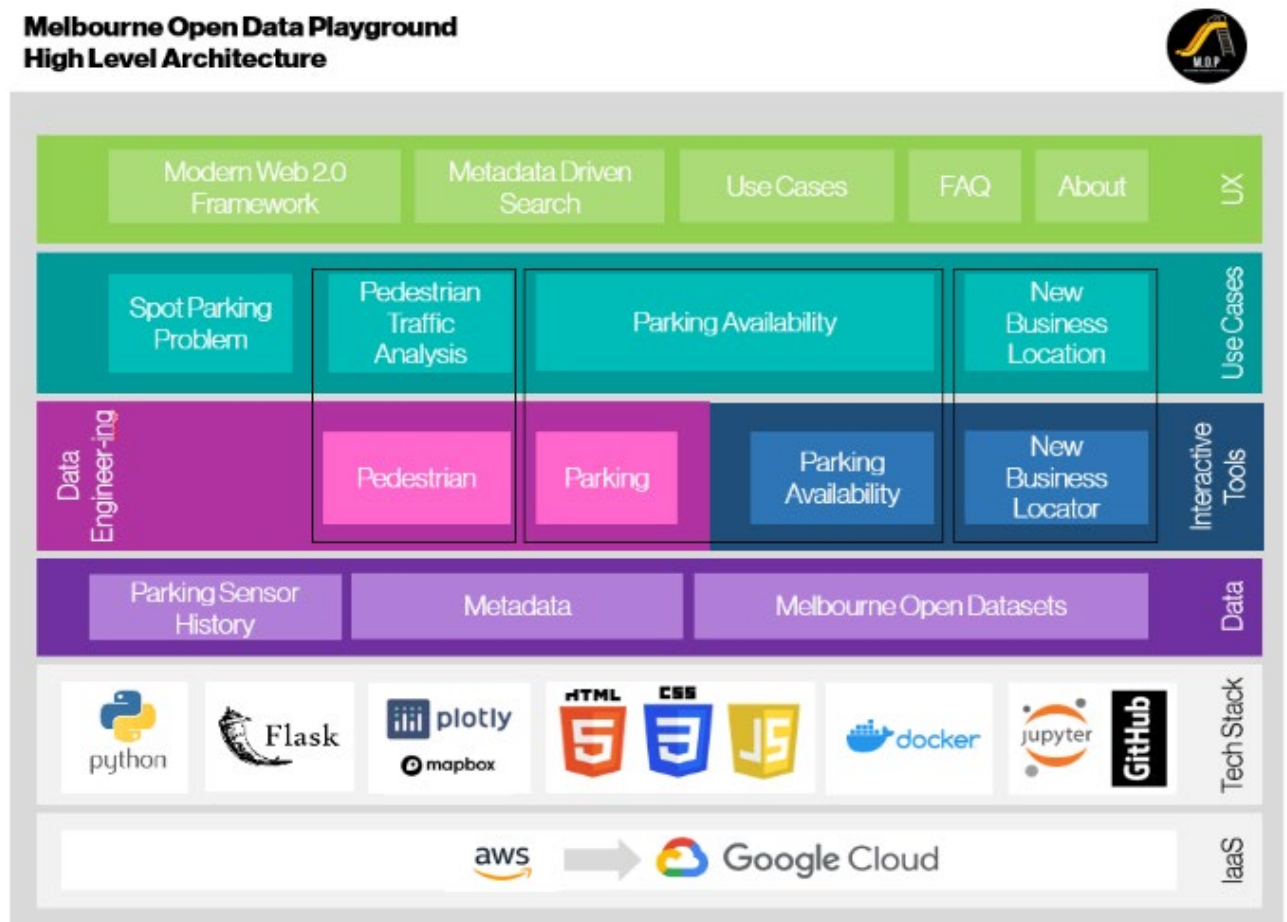 Melbourne Open Data Playground
High Level Architecture
M.O.P
Modern Web 2.0
Framework
Metadata Driven
Search
Use Cases
FAQ
About
UX
Spot Parking
Problem
Pedestrian
Traffic
Analysis
Parking Availability
New
Business
Location
Use Cases
Data
Engineer-ing
Pedestrian
Parking
Parking
Availability
New
Business
Locator
Interactive
Tools
Parking Sensor
History
Metadata
Melbourne Open Datasets
Data
python
Flask
plotly
mapbox
HTML
5
CSS
3
JS
docker
jupyter
GitHub
Tech Stack
aws
Google Cloud
IaaS